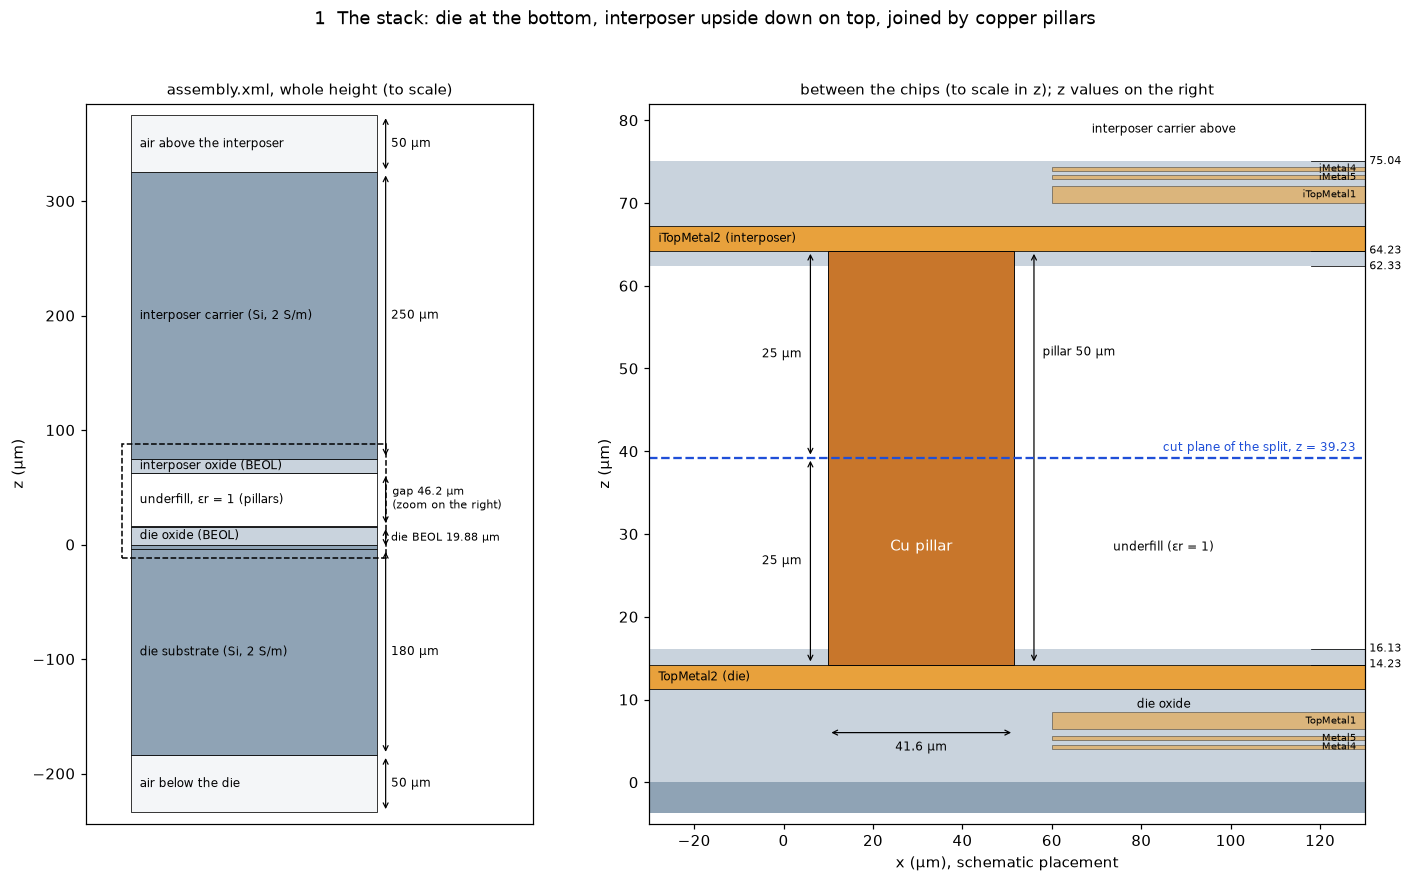 1 The stack: die at the bottom, interposer upside down on top, joined by copper pillars
assembly.xml, whole height (to scale)
air above the interposer
50 µm
300
interposer carrier (Si, 2 S/m)
250 µm
200
100
interposer oxide (BEOL)
underfill, εr = 1 (pillars)
gap 46.2 µm
(zoom on the right)
die oxide (BEOL)
die BEOL 19.88 µm
0
die substrate (Si, 2 S/m)
180 µm
−100
−200
air below the die
50 µm
z (µm)
between the chips (to scale in z); z values on the right
80
interposer carrier above
75.04
iMetal4
iMetal5
iTopMetal1
70
iTopMetal2 (interposer)
64.23
62.33
60
25 µm
pillar 50 µm
50
cut plane of the split, z = 39.23
40
z (µm)
30
Cu pillar
underfill (εr = 1)
25 µm
20
16.13
14.23
TopMetal2 (die)
10
die oxide
TopMetal1
Metal5
Metal4
41.6 µm
0
−20
0
20
40
60
80
100
120
x (µm), schematic placement